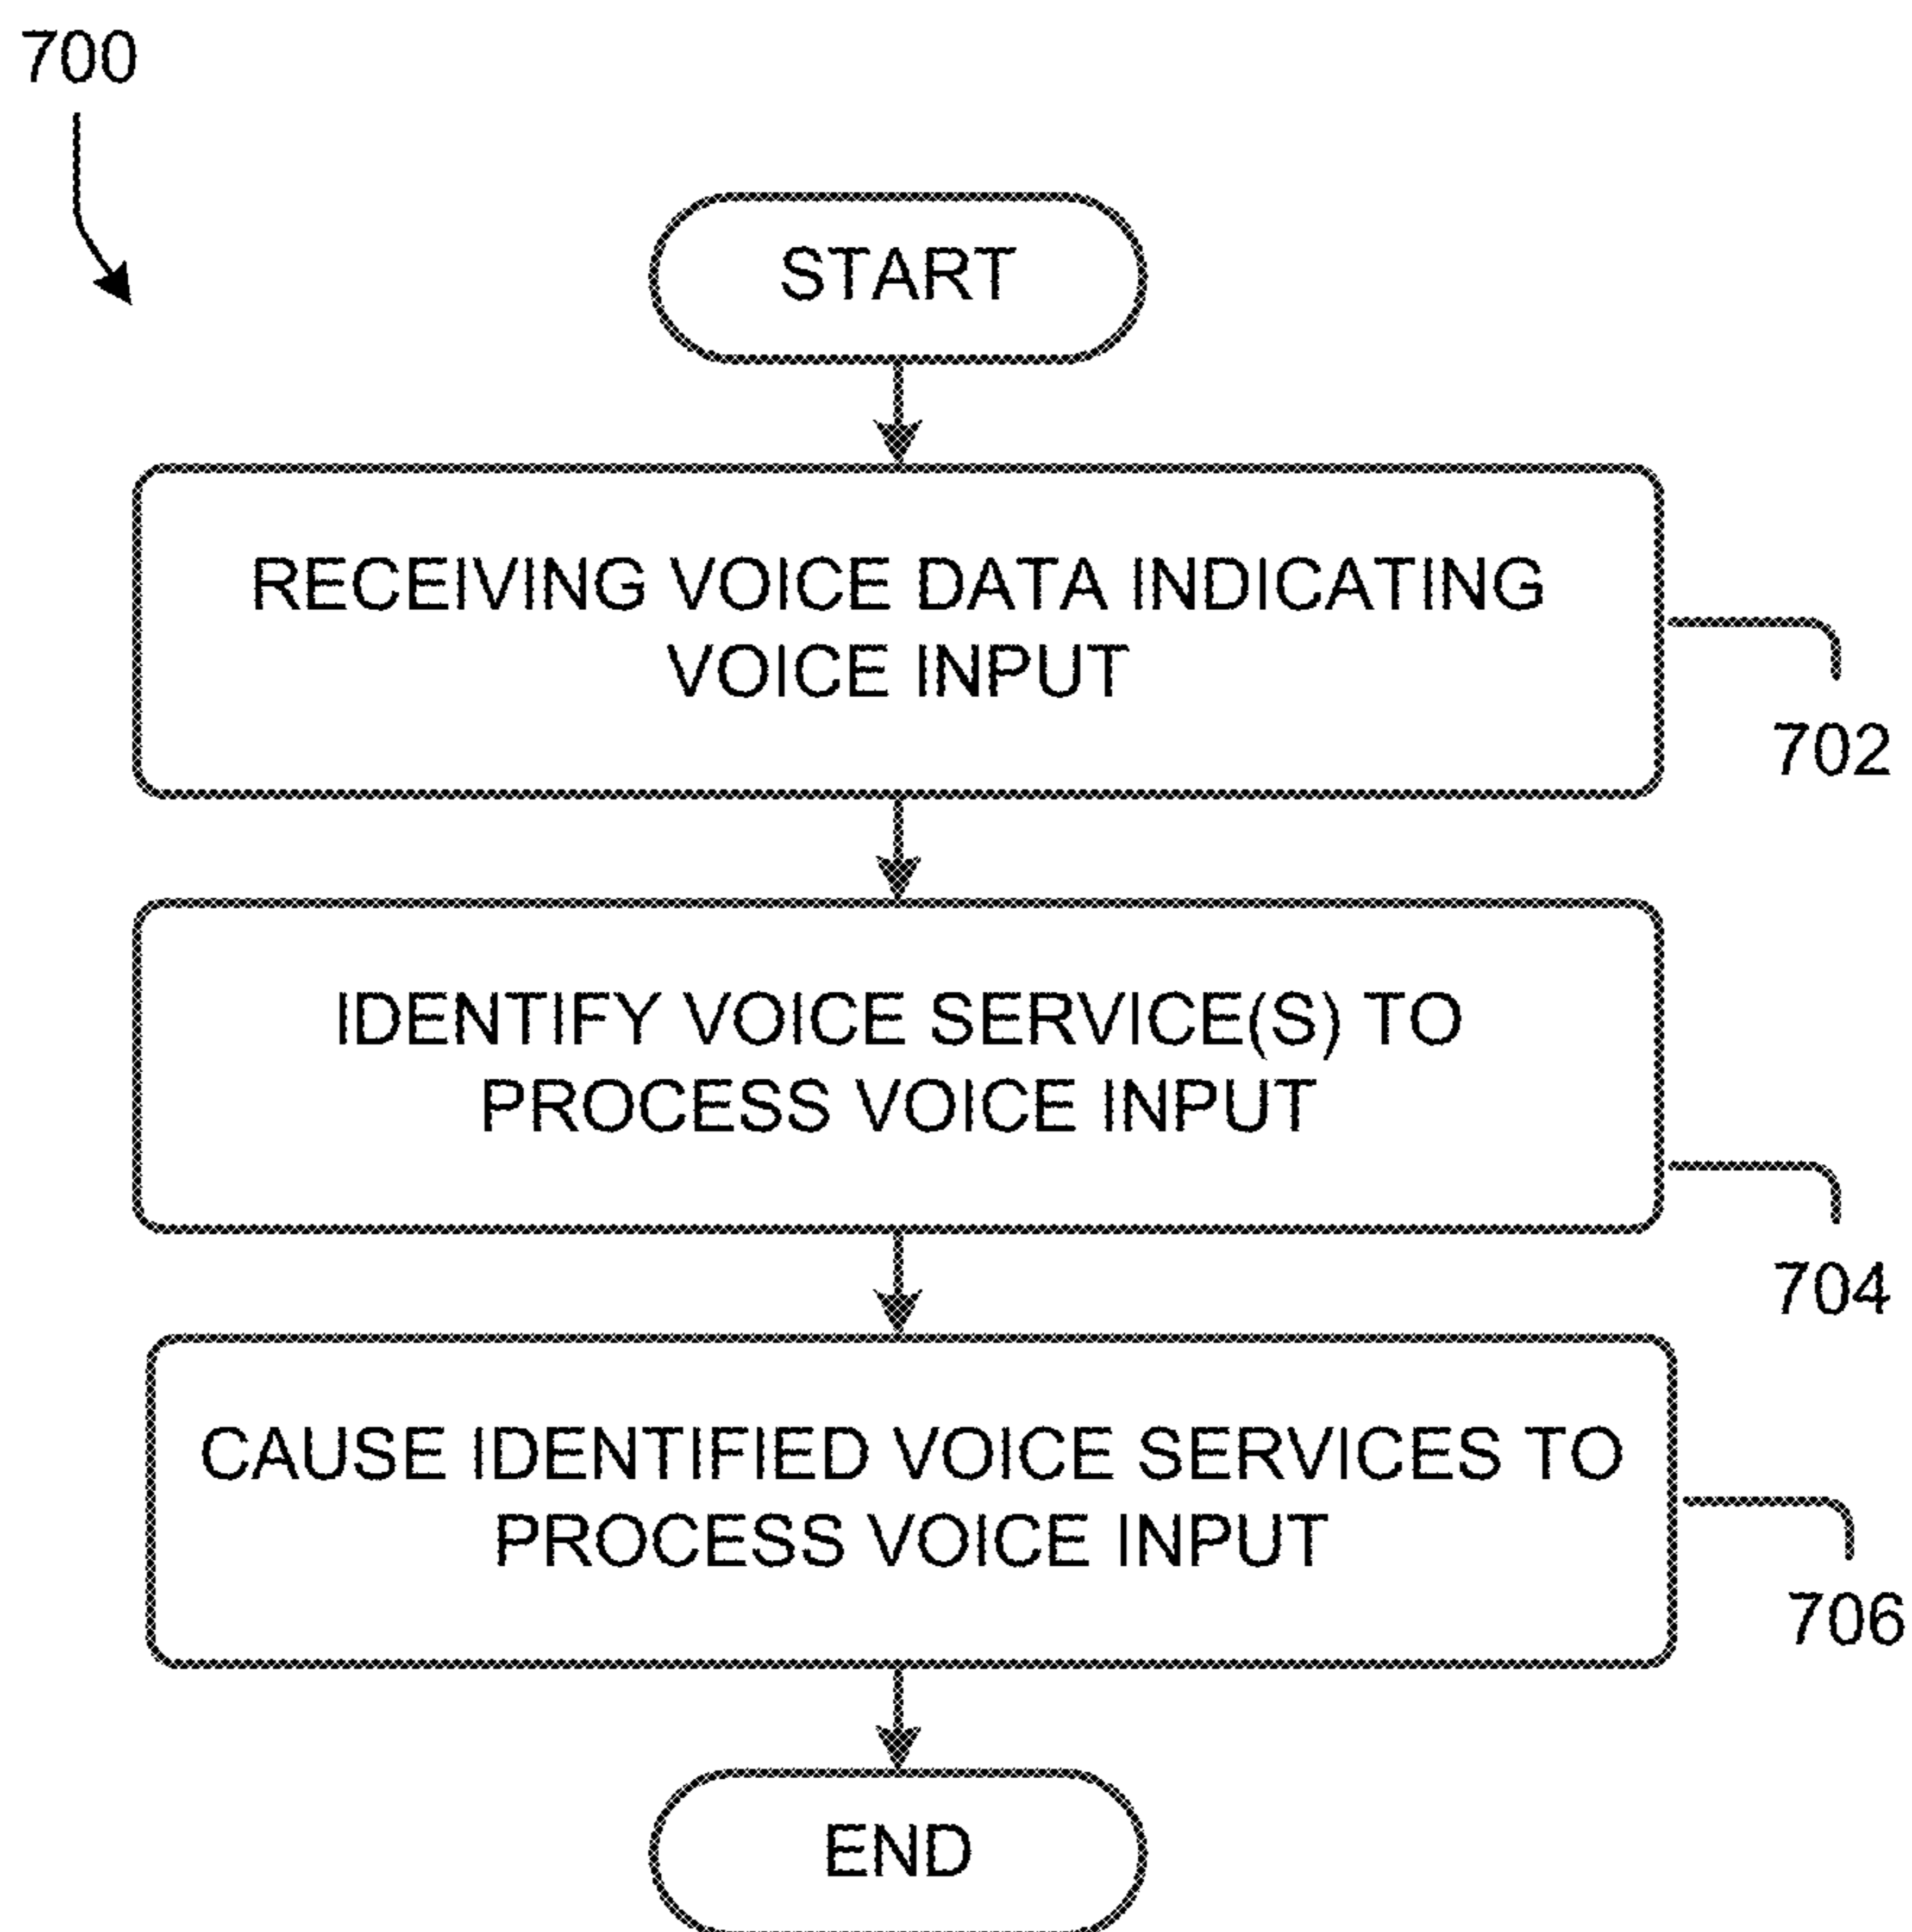 700
START
RECEIVING VOICE DATA INDICATING
VOICE INPUT
702
IDENTIFY VOICE SERVICE(S) TO
PROCESS VOICE INPUT
704
CAUSE IDENTIFIED VOICE SERVICES TO
PROCESS VOICE INPUT
706
END